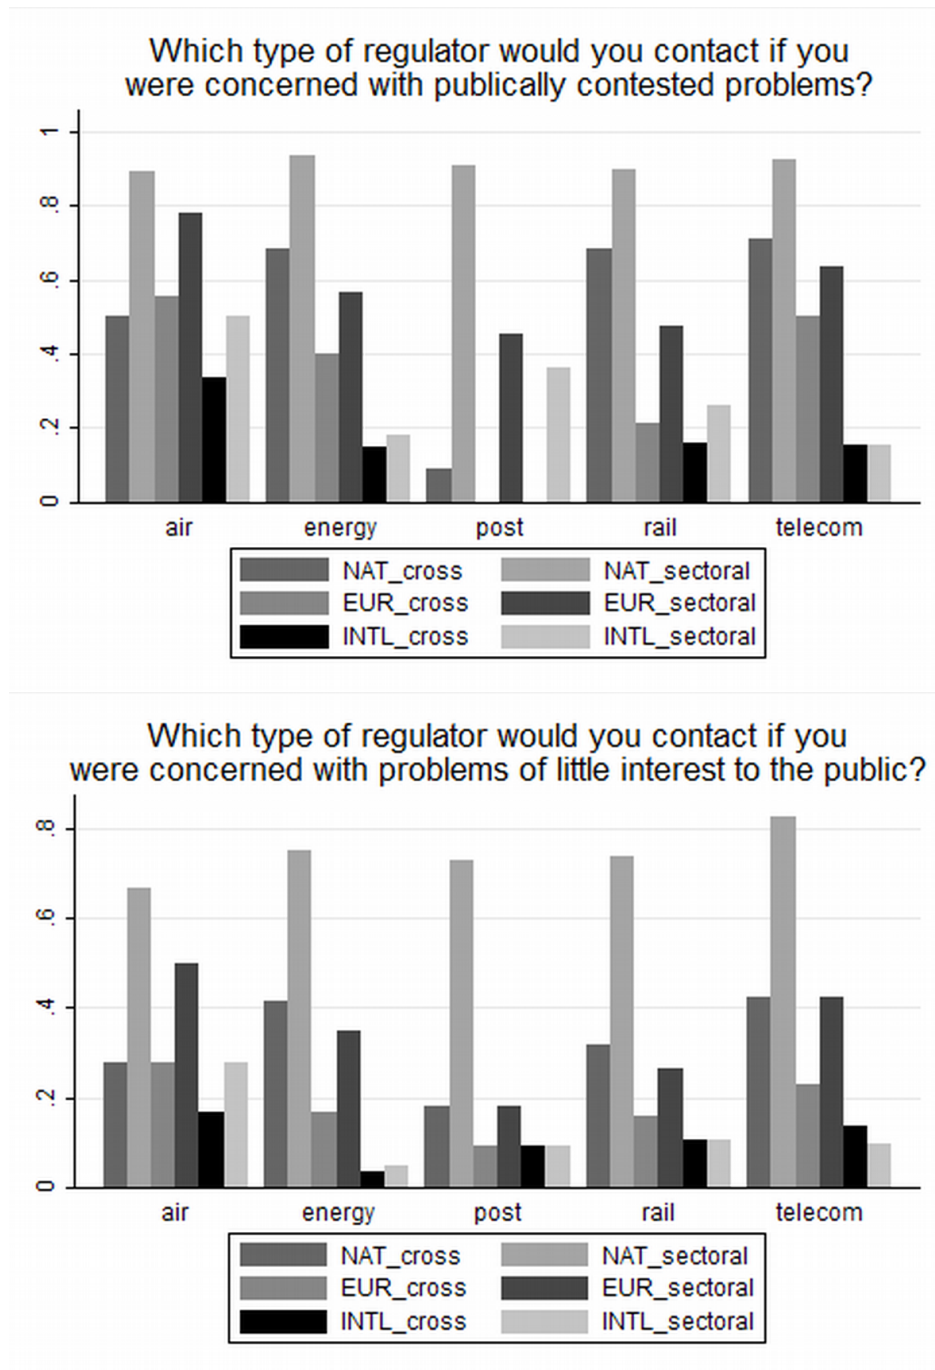 Which type of regulator would you contact if you
were concerned with publically contested problems?
1
.8
.6
.4
.2
0
air energy post rail telecom
NAT_cross NAT_sectoral
EUR_cross EUR_sectoral
INTL_cross INTL_sectoral
Which type of regulator would you contact if you
were concerned with problems of little interest to the public?
.8
.6
.4
.2
0
air energy post rail telecom
NAT_cross NAT_sectoral
EUR_cross EUR_sectoral
INTL_cross INTL_sectoral